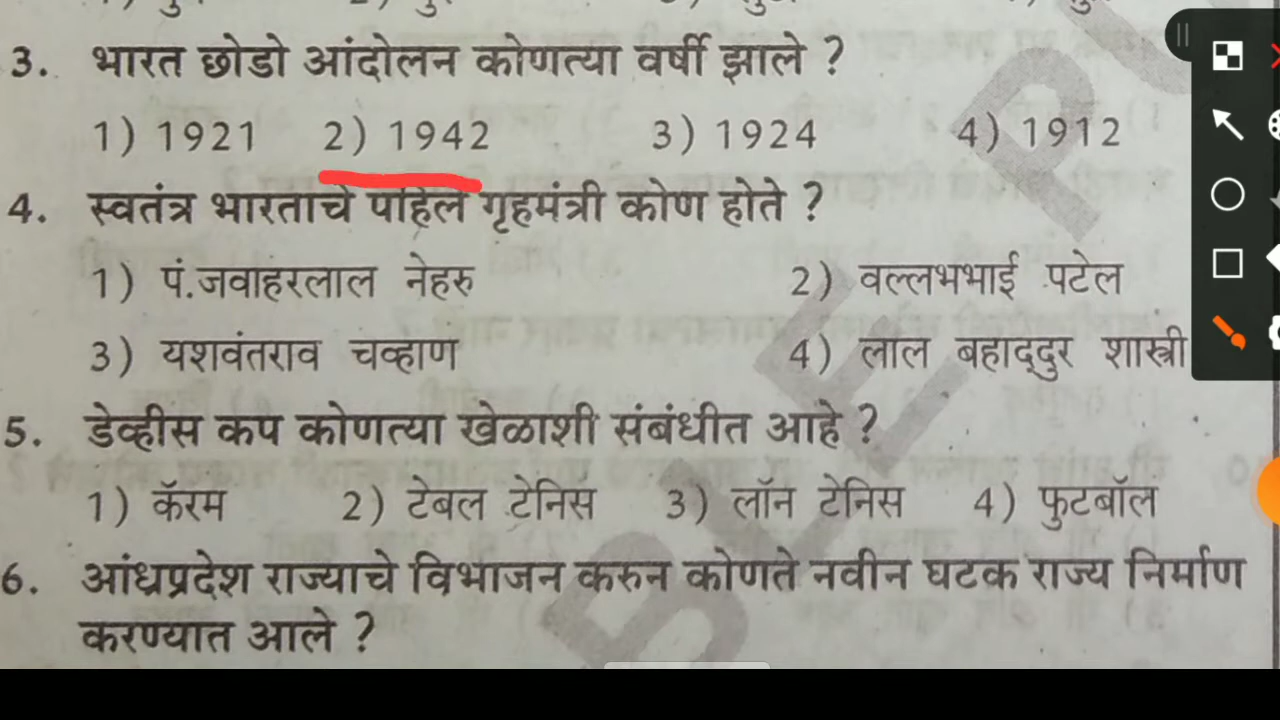 3. भारत छोडो आंदोलन कोणत्या वर्षी झाले ?
1) 1921 2) 1942 3) 1924 4) 1912
4. स्वतंत्र भारताचे पहिले गृहमंत्री कोण होते ?
1) पं.जवाहरलाल नेहरु 2) वल्लभभाई पटेल
3) यशवंतराव चव्हाण 4) लाल बहाद्दुर शास्त्री
5. डेव्हीस कप कोणत्या खेळाशी संबंधीत आहे ?
1) कॅरम 2) टेबल टेनिस 3) लॉन टेनिस 4) फुटबॉल
6. आंध्रप्रदेश राज्याचे विभाजन करुन कोणते नवीन घटक राज्य निर्माण
करण्यात आले ?